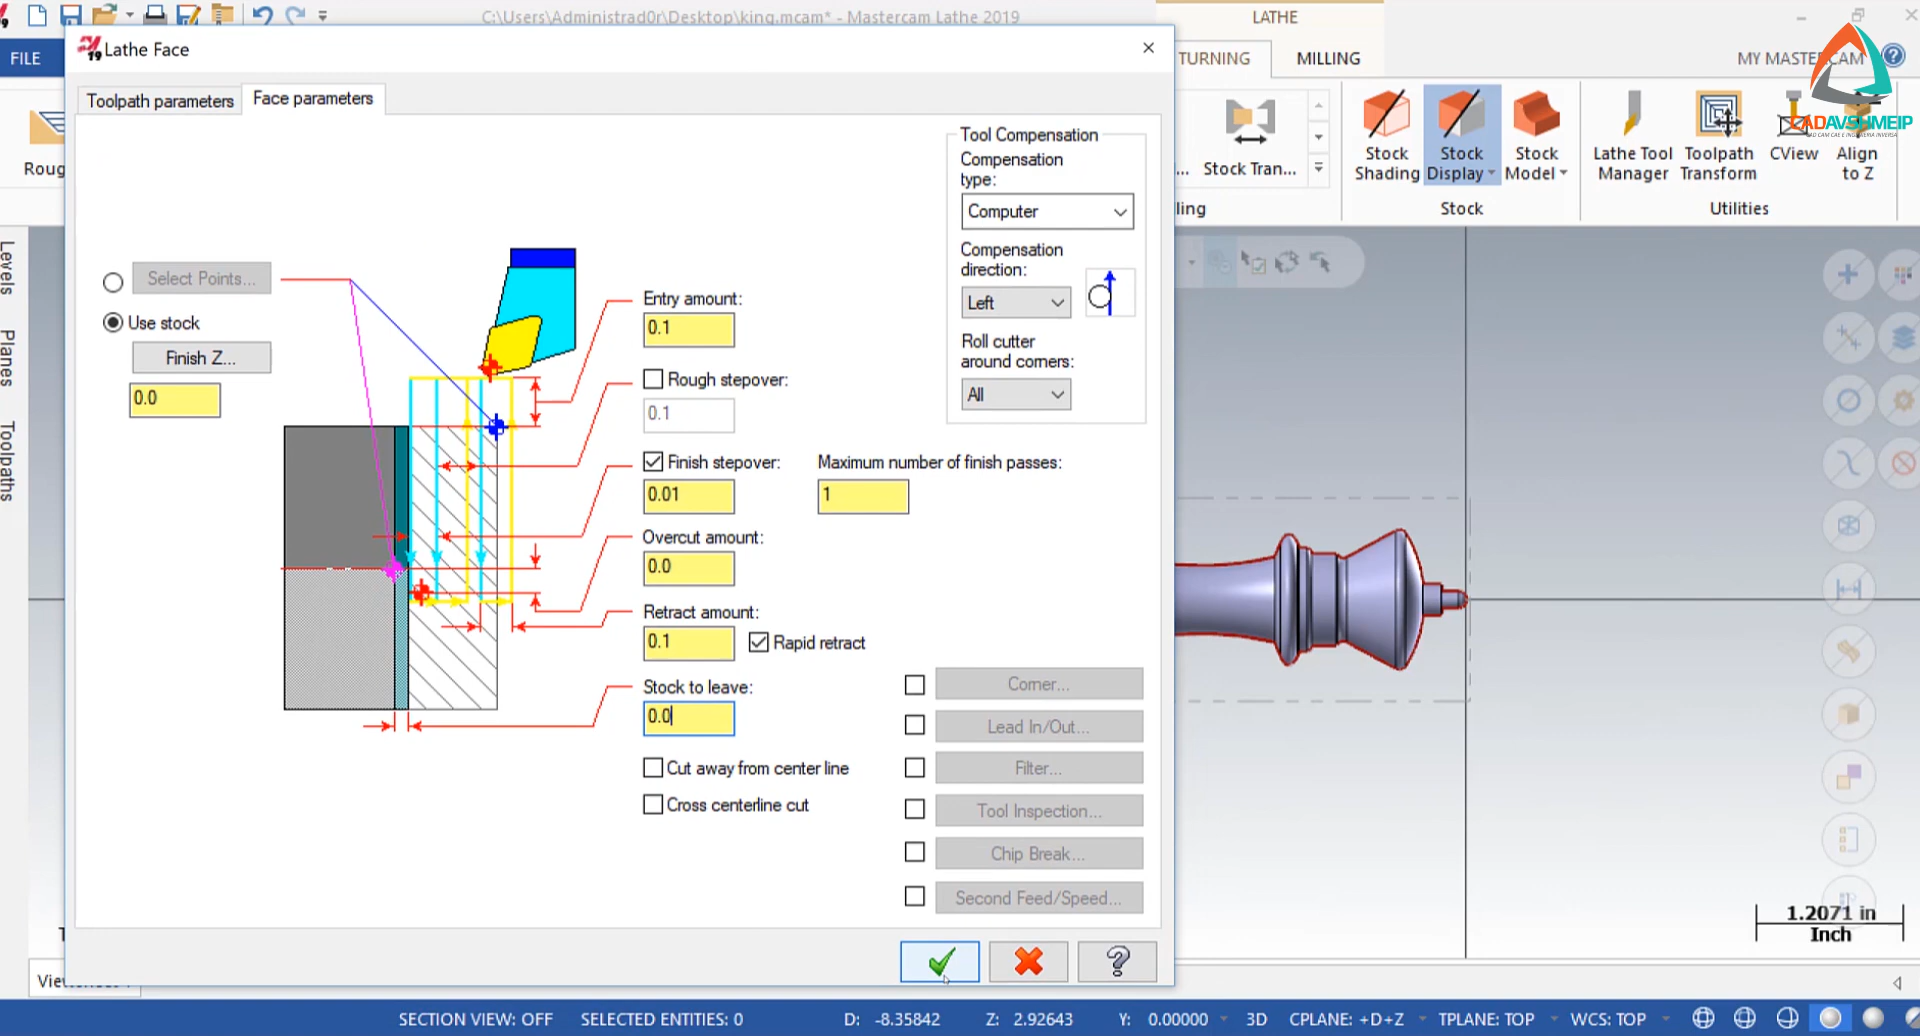 C:\Users\Administrad0r\Desktop\king.mcam* - Mastercam Lathe 2019
LATHE
FILE
Lathe Face
TURNING
MILLING
MY MASTERCAM
CADAVSHMEIP
Toolpath parameters
Face parameters
Roug
Stock Tran...
Stock
Shading
Stock
Display
Stock
Model
Lathe Tool
Manager
Toolpath
Transform
CView
Align
to Z
lling
Stock
Utilities
Levels
Planes
Toolpaths
Tool Compensation
Compensation
type:
Computer
Compensation
direction:
Left
Roll cutter
around corners:
All
Select Points...
Use stock
Finish Z...
0.0
Entry amount:
0.1
Rough stepover:
0.1
Finish stepover:
0.01
Maximum number of finish passes:
1
Overcut amount:
0.0
Retract amount:
0.1
Rapid retract
Stock to leave:
0.0
Cut away from center line
Cross centerline cut
Corner...
Lead In/Out...
Filter...
Tool Inspection...
Chip Break...
Second Feed/Speed...
1.2071 in
Inch
SECTION VIEW: OFF
SELECTED ENTITIES: 0
D: -8.35842
Z: 2.92643
Y: 0.00000
3D
CPLANE: +D+Z
TPLANE: TOP
WCS: TOP